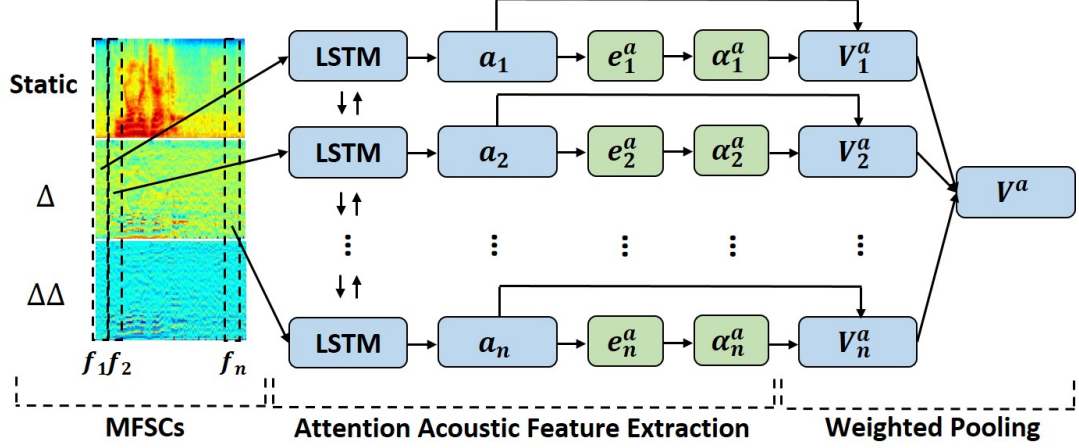 Static
Δ
ΔΔ
f₁ f₂ fₙ
LSTM a₁ e₁ᵃ α₁ᵃ V₁ᵃ
LSTM a₂ e₂ᵃ α₂ᵃ V₂ᵃ
Vᵃ
⋮ ⋮ ⋮ ⋮ ⋮
LSTM aₙ eₙᵃ αₙᵃ Vₙᵃ
MFSCs Attention Acoustic Feature Extraction Weighted Pooling